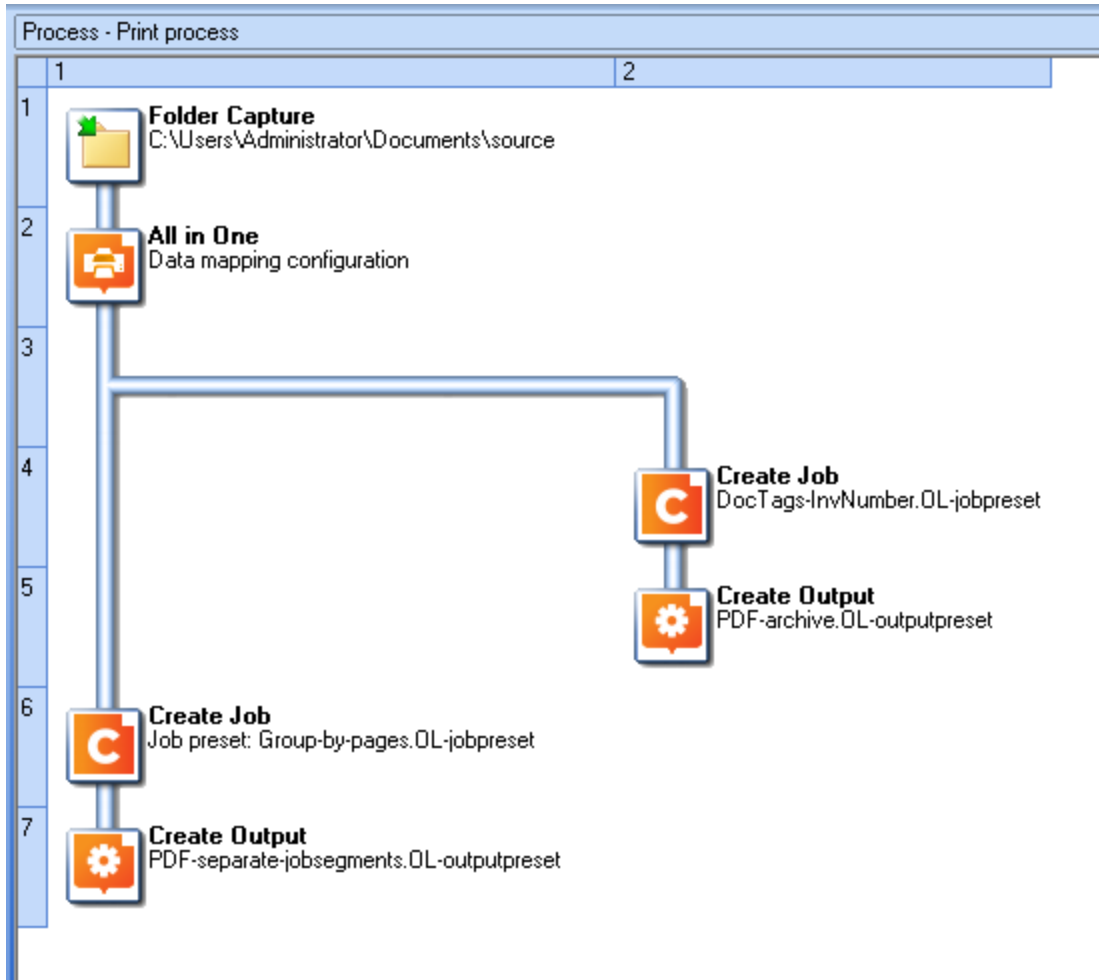 Process - Print process
1
2
1
Folder Capture
C:\Users\Administrator\Documents\source
2
All in One
Data mapping configuration
3
4
Create Job
DocTags-InvNumber.OL-jobpreset
5
Create Output
PDF-archive.OL-outputpreset
6
Create Job
Job preset: Group-by-pages.OL-jobpreset
7
Create Output
PDF-separate-jobsegments.OL-outputpreset